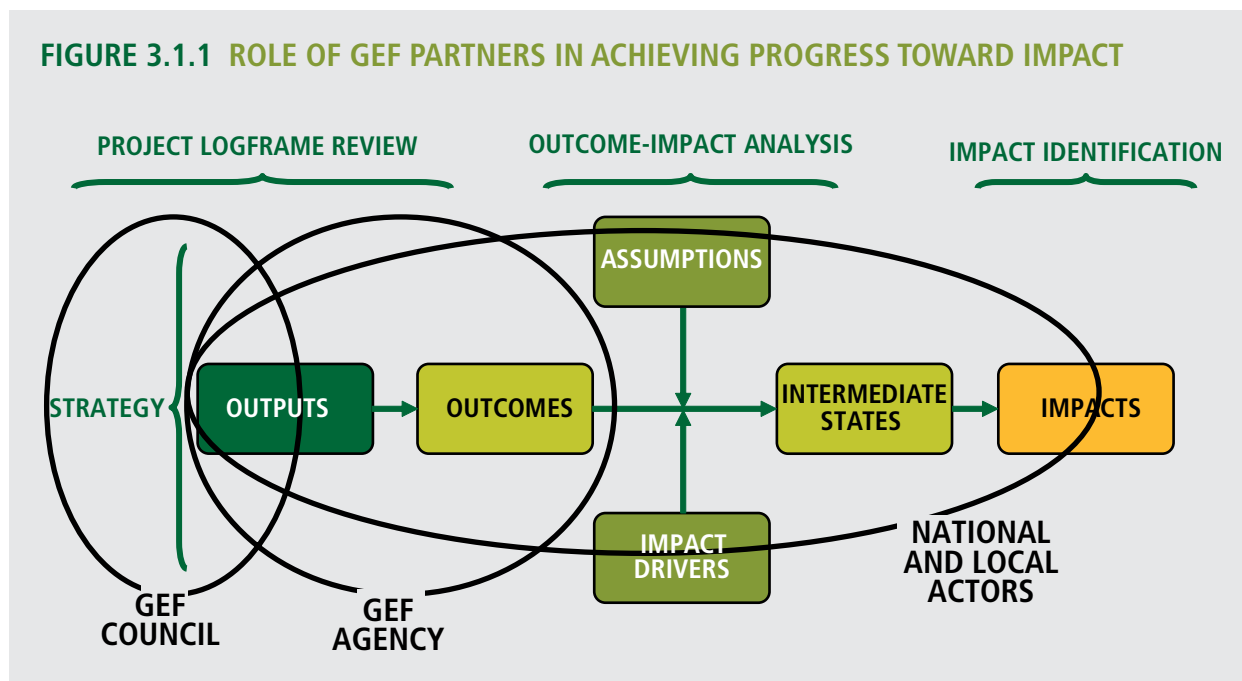 FIGURE 3.1.1 ROLE OF GEF PARTNERS IN ACHIEVING PROGRESS TOWARD IMPACT
PROJECT LOGFRAME REVIEW
OUTCOME-IMPACT ANALYSIS
IMPACT IDENTIFICATION
ASSUMPTIONS
STRATEGY
OUTPUTS
OUTCOMES
INTERMEDIATE
STATES
IMPACTS
IMPACT
DRIVERS
NATIONAL
AND LOCAL
ACTORS
GEF
COUNCIL
GEF
AGENCY